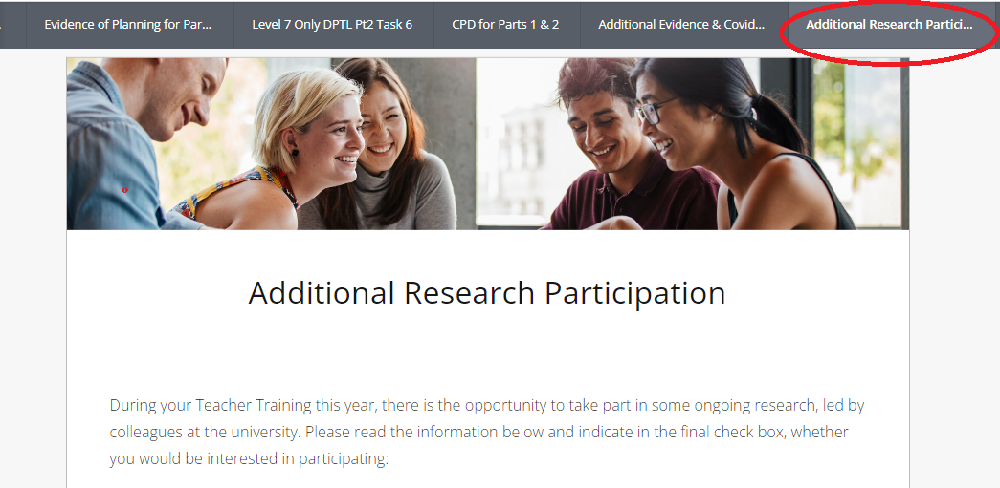 Evidence of Planning for Par... Level 7 Only DPTL Pt2 Task 6 CPD for Parts 1 & 2 Additional Evidence & Covid... Additional Research Partici...
Additional Research Participation
During your Teacher Training this year, there is the opportunity to take part in some ongoing research, led by
colleagues at the university. Please read the information below and indicate in the final check box, whether
you would be interested in participating: